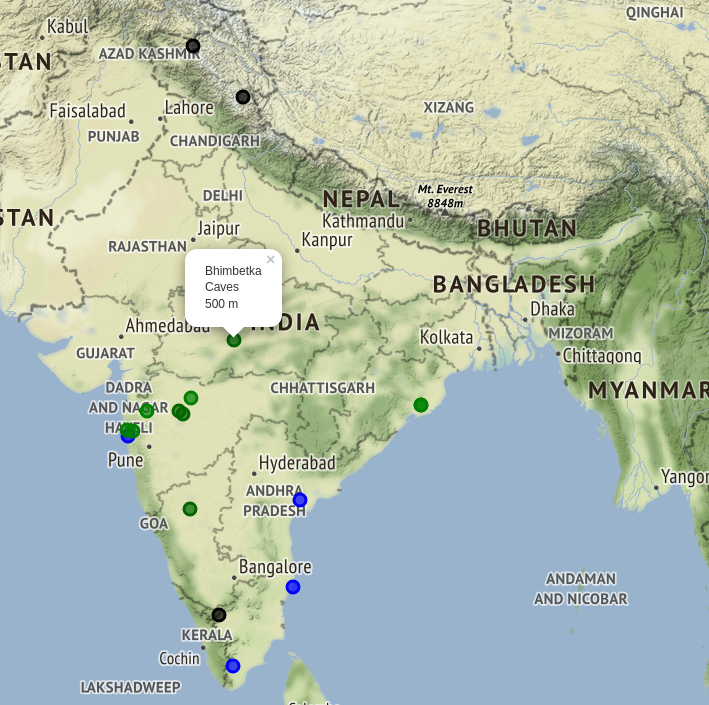 QINGHAI
Kabul
STAN
AZAD KASHMIR
Faisalabad
Lahore
XIZANG
PUNJAB
CHANDIGARH
DELHI
NEPAL
Mt. Everest
8848m
STAN
Kathmandu
Jaipur
BHUTAN
RAJASTHAN
Kanpur
×
Bhimbetka
Caves
500 m
BANGLADESH
Dhaka
Ahmedabad
INDIA
Kolkata
MIZORAM
GUJARAT
Chittagong
DADRA
AND NAGAR
HAVELI
CHHATTISGARH
MYANMAR
Pune
Hyderabad
Yangon
ANDHRA
PRADESH
GOA
Bangalore
ANDAMAN
AND NICOBAR
KERALA
Cochin
LAKSHADWEEP